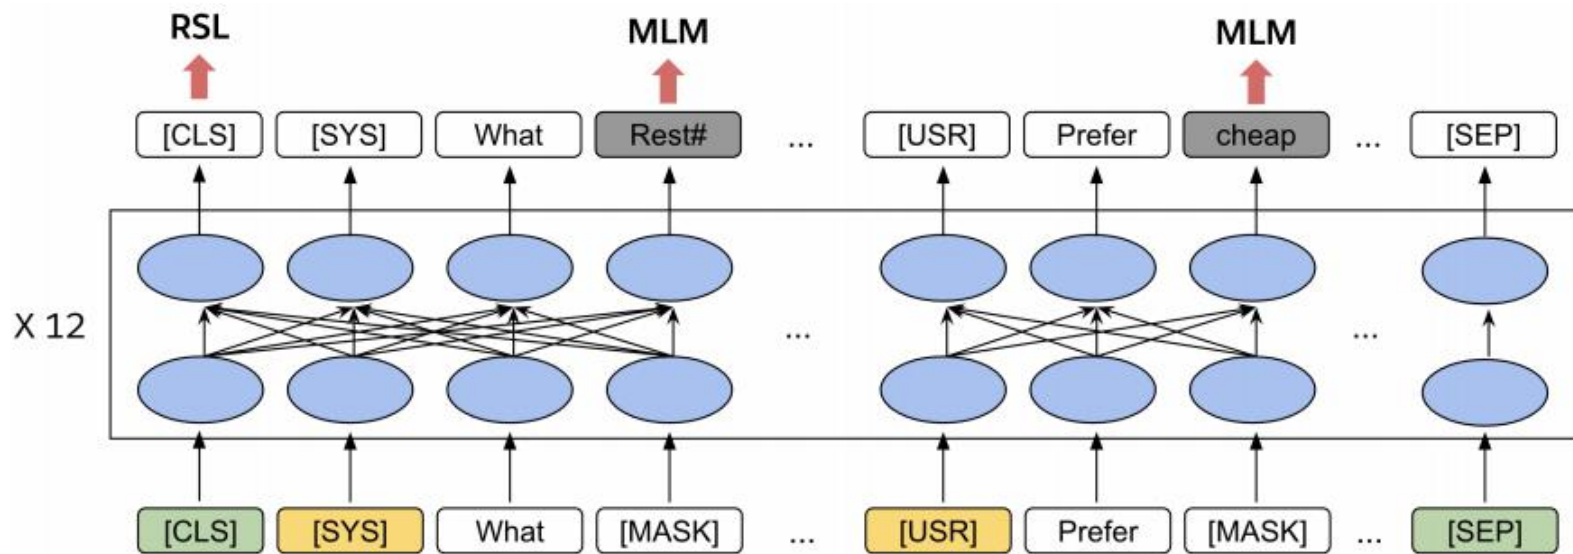 RSL MLM MLM
[CLS] [SYS] What Rest# ... [USR] Prefer cheap ... [SEP]
X 12 ... ...
[CLS] [SYS] What [MASK] ... [USR] Prefer [MASK] ... [SEP]